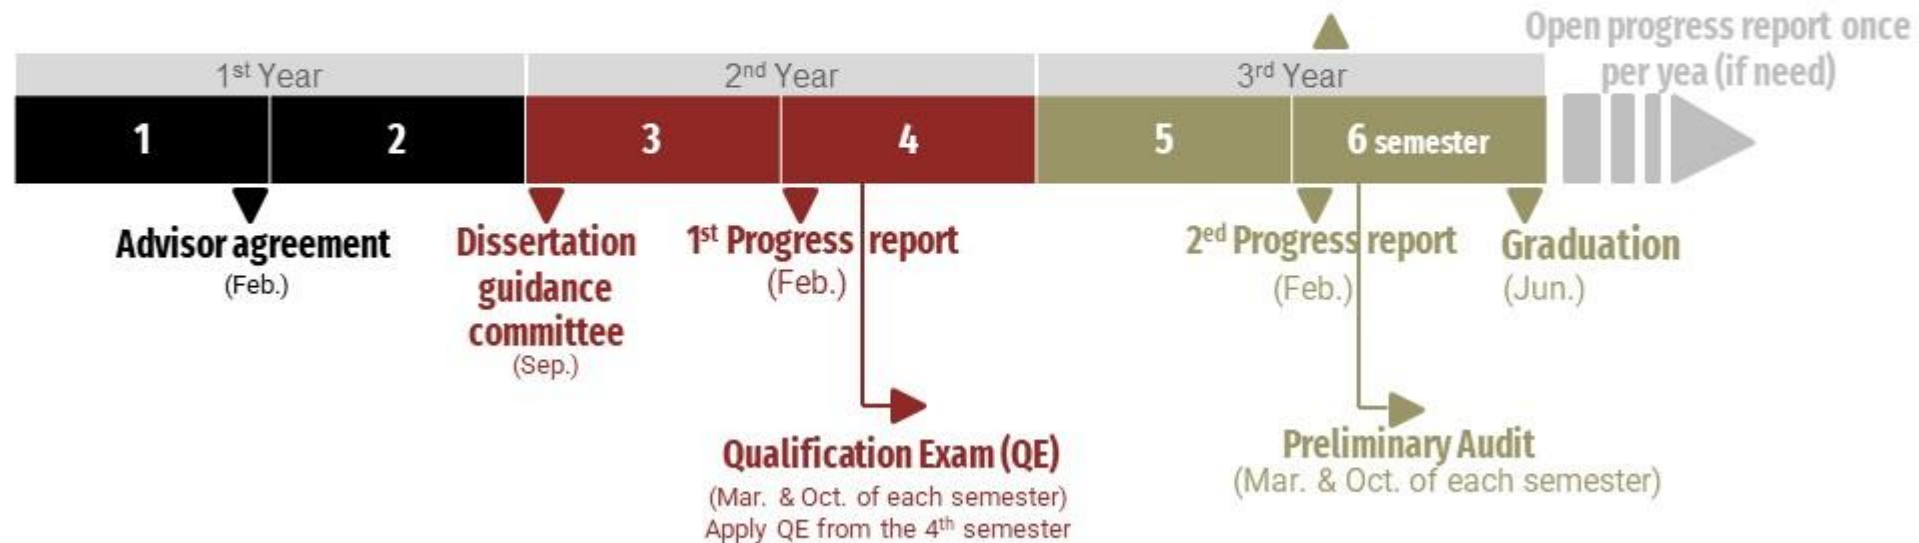 Open progress report once
per yea (if need)
1st Year
2nd Year
3rd Year
1
2
3
4
5
6 semester
Advisor agreement
(Feb.)
Dissertation
guidance
committee
(Sep.)
1st Progress report
(Feb.)
2ed Progress report
(Feb.)
Graduation
(Jun.)
Qualification Exam (QE)
(Mar. & Oct. of each semester)
Apply QE from the 4th semester
Preliminary Audit
(Mar. & Oct. of each semester)